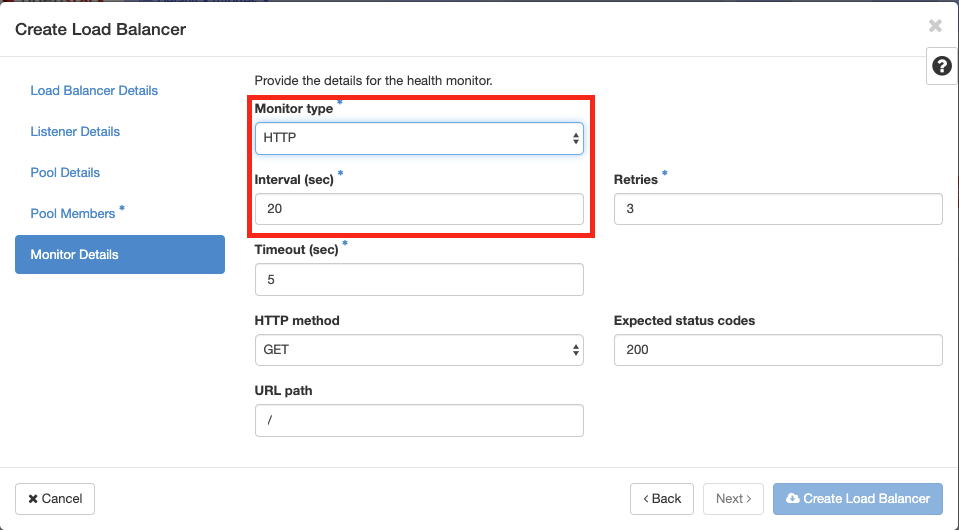 Create Load Balancer
Load Balancer Details
Listener Details
Pool Details
Pool Members *
Monitor Details
Provide the details for the health monitor.
Monitor type *
HTTP
Interval (sec) *
20
Retries *
3
Timeout (sec) *
5
HTTP method
GET
Expected status codes
200
URL path
/
Cancel
Back
Next
Create Load Balancer